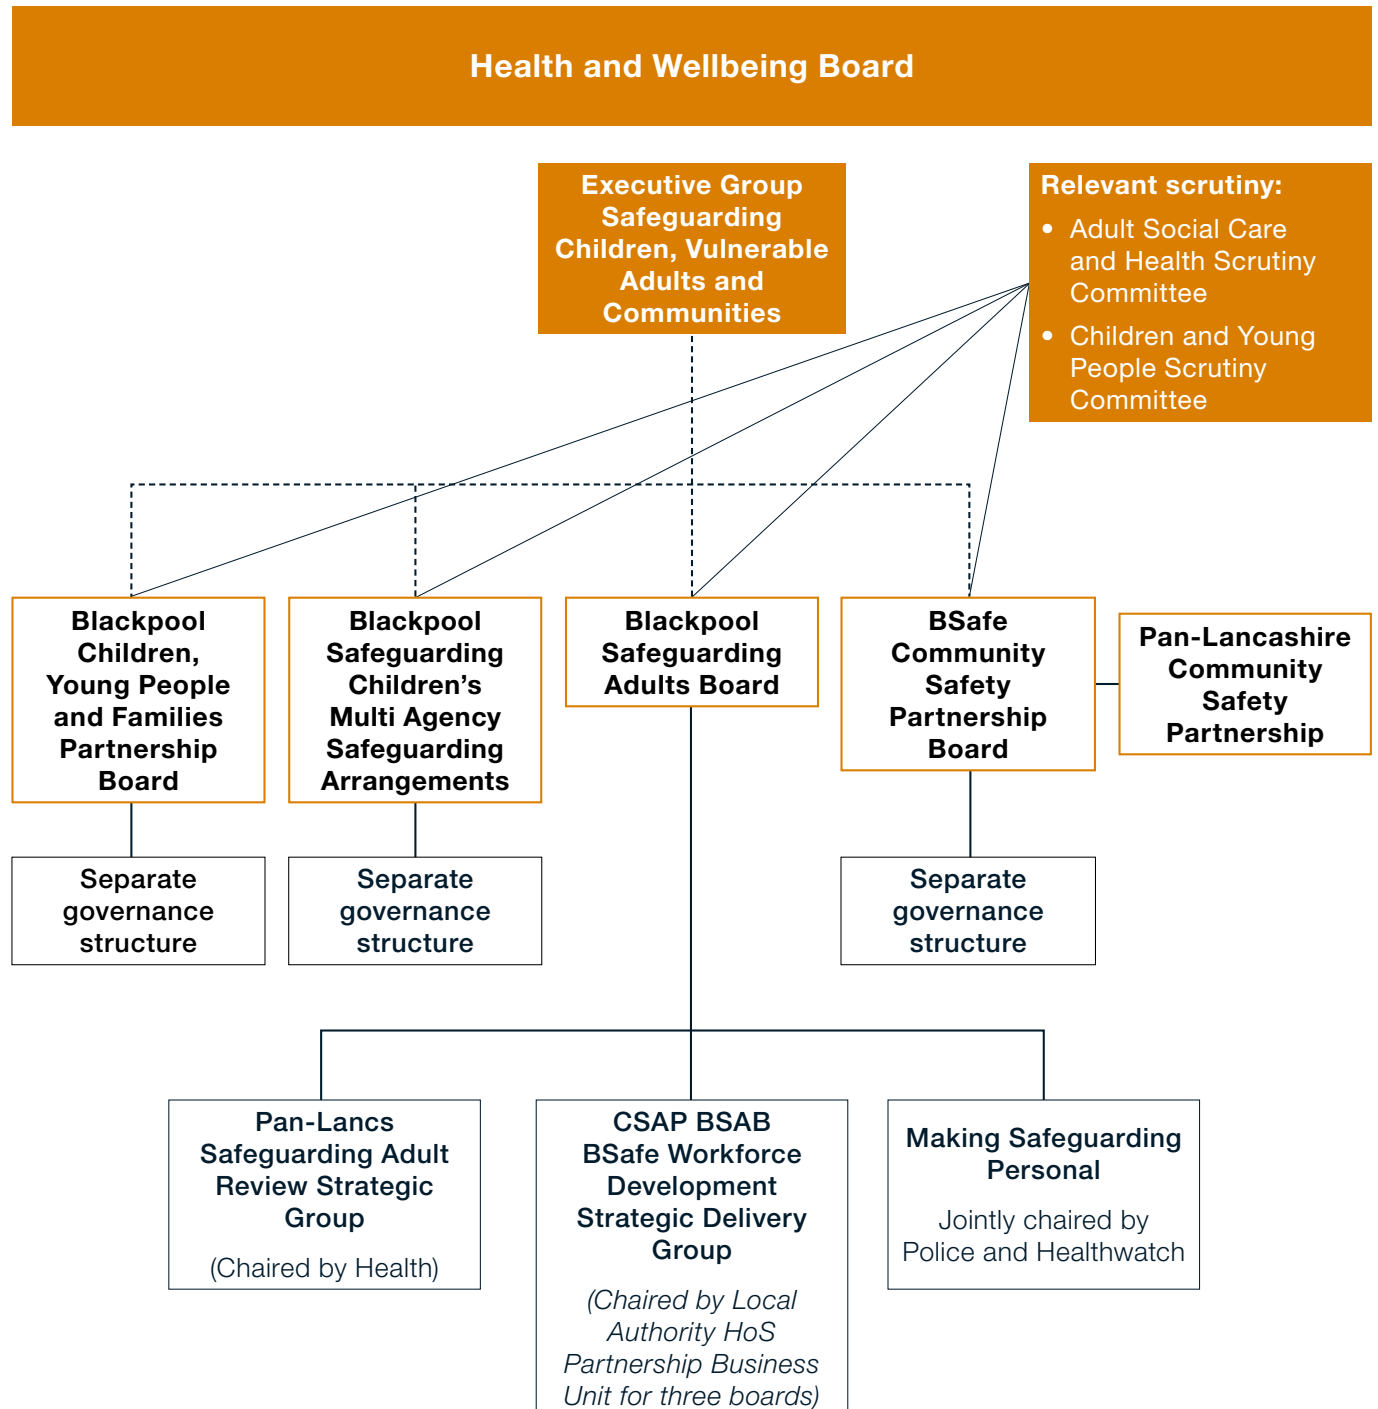 Health and Wellbeing Board
Executive Group
Safeguarding
Children, Vulnerable
Adults and
Communities
Relevant scrutiny:
• Adult Social Care
and Health Scrutiny
Committee
• Children and Young
People Scrutiny
Committee
Blackpool
Children,
Young People
and Families
Partnership
Board
Blackpool
Safeguarding
Children’s
Multi Agency
Safeguarding
Arrangements
Blackpool
Safeguarding
Adults Board
BSafe
Community
Safety
Partnership
Board
Pan-Lancashire
Community
Safety
Partnership
Separate
governance
structure
Separate
governance
structure
Separate
governance
structure
Pan-Lancs
Safeguarding Adult
Review Strategic
Group
(Chaired by Health)
CSAP BSAB
BSafe Workforce
Development
Strategic Delivery
Group
(Chaired by Local
Authority HoS
Partnership Business
Unit for three boards)
Making Safeguarding
Personal
Jointly chaired by
Police and Healthwatch